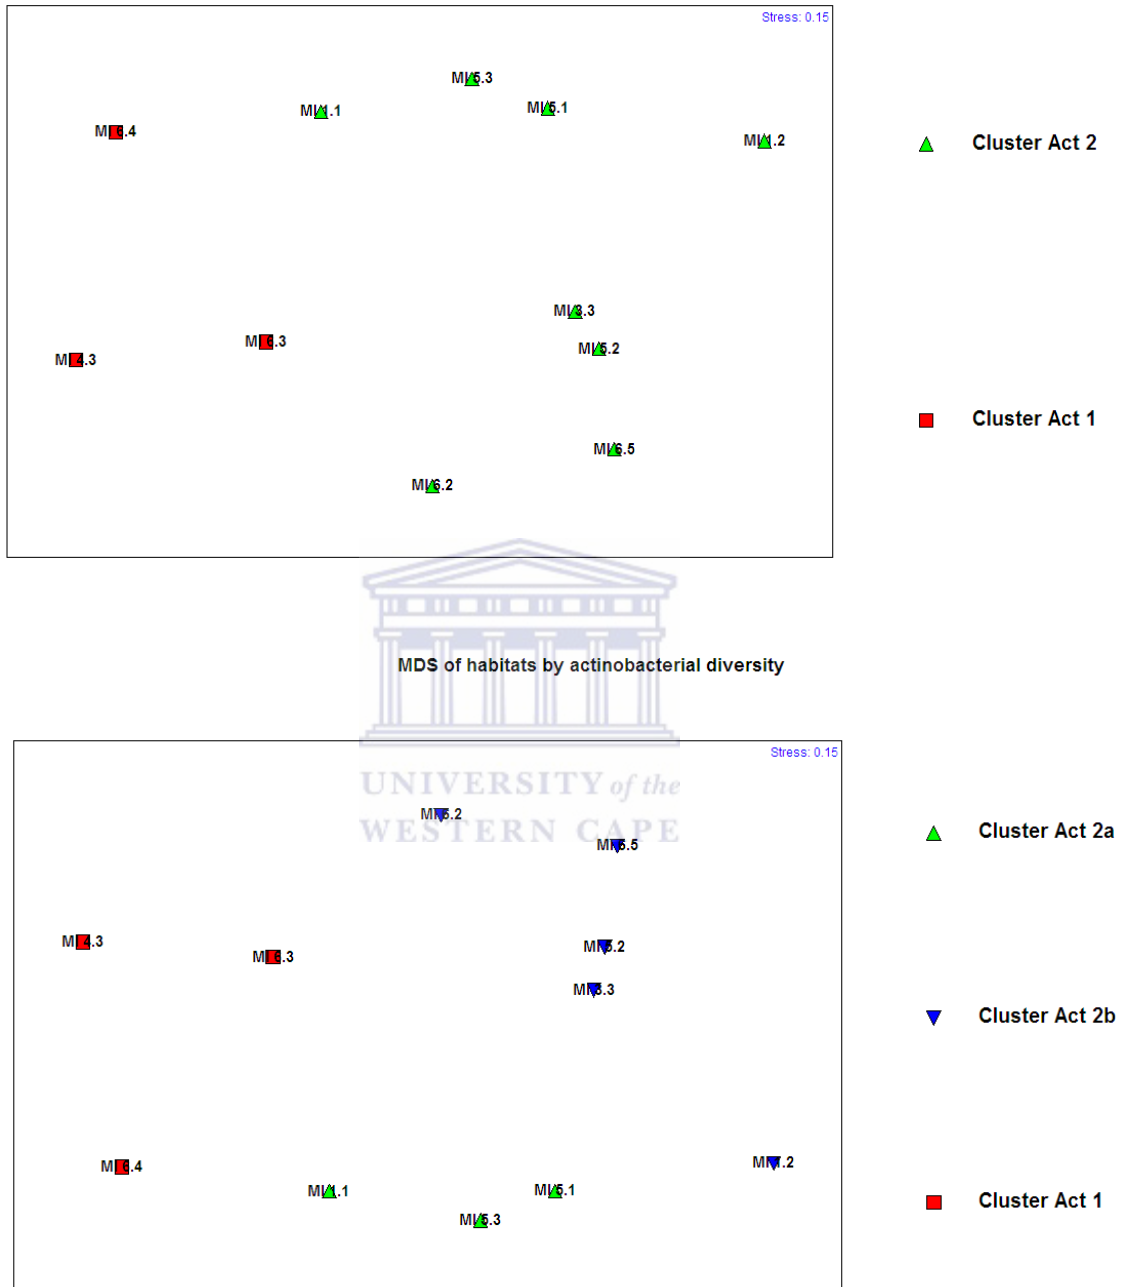 Stress: 0.15
MI 5.3
MI 1.1
MI 5.1
MI 6.4
MI 1.2
Cluster Act 2
MI 3.3
MI 6.3
MI 5.2
MI 4.3
Cluster Act 1
MI 6.5
MI 6.2
MDS of habitats by actinobacterial diversity
Stress: 0.15
UNIVERSITY of the
WESTERN CAPE
MI 6.2
MI 6.5
Cluster Act 2a
MI 4.3
MI 6.3
MI 5.2
MI 3.3
Cluster Act 2b
MI 6.4
MI 1.2
MI 1.1
MI 5.1
MI 5.3
Cluster Act 1